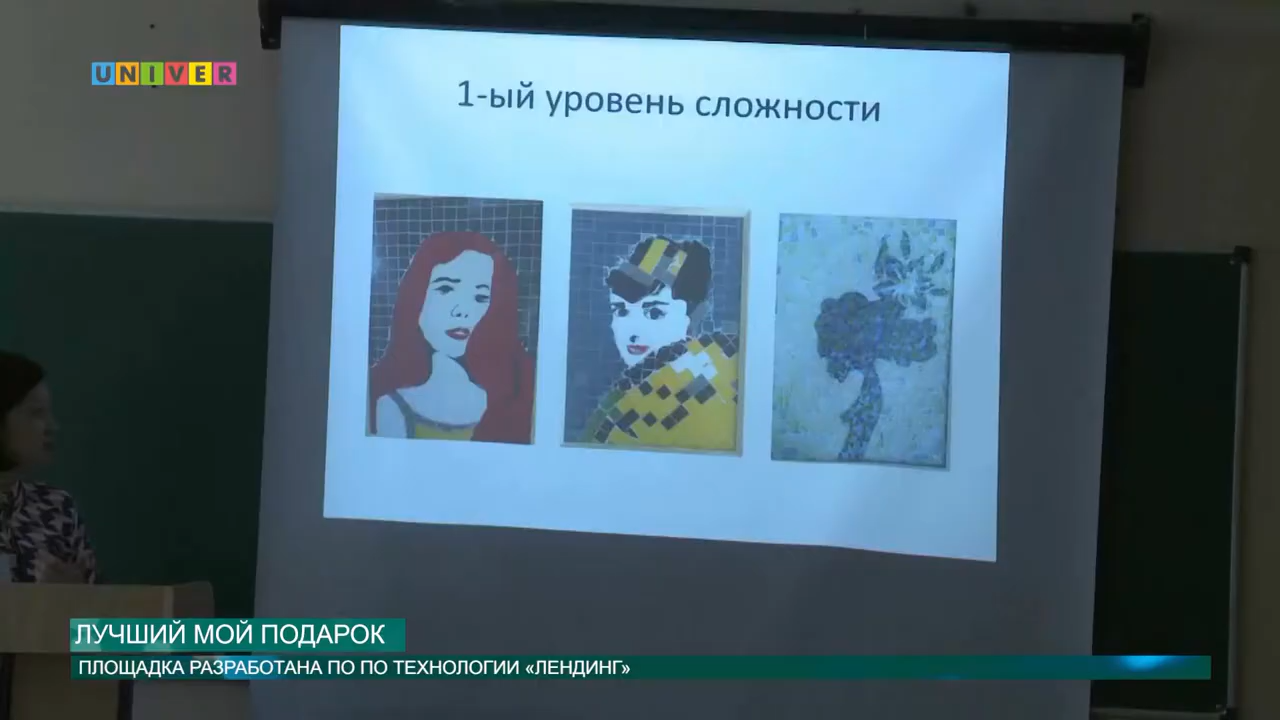 UNIVER
1-ый уровень сложности
ЛУЧШИЙ МОЙ ПОДАРОК
ПЛОЩАДКА РАЗРАБОТАНА ПО ПО ТЕХНОЛОГИИ «ЛЕНДИНГ»